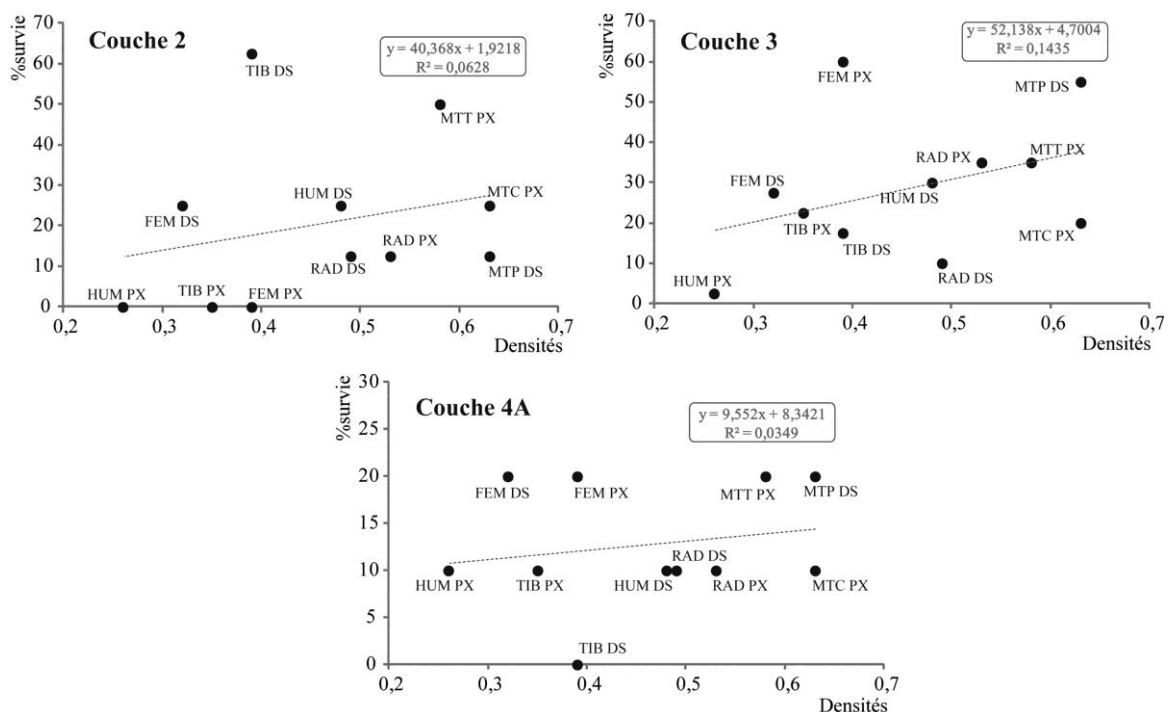 Couche 2
%survie
y = 40,368x + 1,9218
R² = 0,0628
70
60
50
40
30
20
10
0
TIB DS
MTT PX
FEM DS
HUM DS
MTC PX
RAD DS
RAD PX
MTP DS
HUM PX
TIB PX
FEM PX
0,2
0,3
0,4
0,5
0,6
0,7
Densités
Couche 3
%survie
y = 52,138x + 4,7004
R² = 0,1435
70
60
50
40
30
20
10
0
FEM PX
MTP DS
RAD PX
MTT PX
FEM DS
HUM DS
TIB PX
TIB DS
MTC PX
RAD DS
HUM PX
0,2
0,3
0,4
0,5
0,6
0,7
Densités
Couche 4A
%survie
y = 9,552x + 8,3421
R² = 0,0349
30
25
20
15
10
5
0
FEM DS
FEM PX
MTT PX
MTP DS
RAD DS
HUM PX
TIB PX
HUM DS
RAD PX
MTC PX
TIB DS
0,2
0,3
0,4
0,5
0,6
0,7
Densités